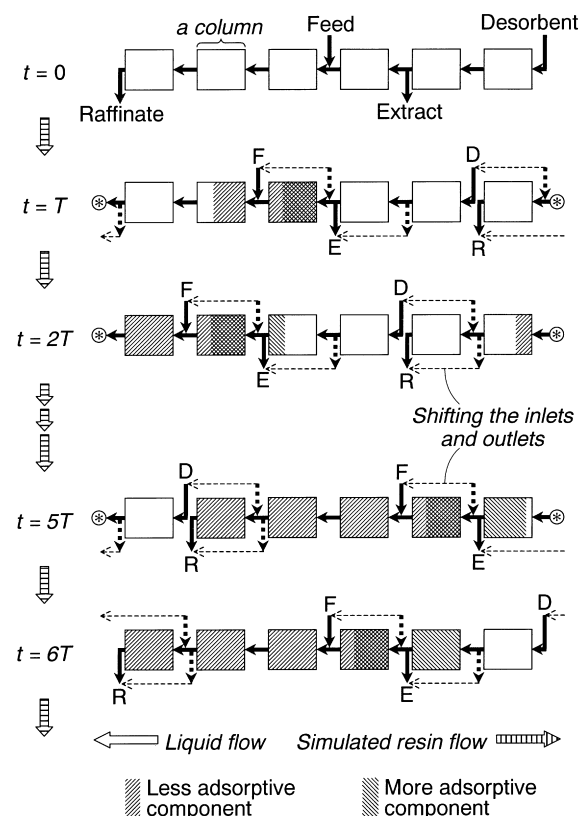 a column
Feed
Desorbent
t = 0
Raffinate
Extract
F
D
t = T
*
*
E
R
F
D
t = 2T
*
*
E
R
Shifting the inlets
and outlets
D
F
t = 5T
*
*
R
E
F
D
t = 6T
R
E
Liquid flow
Simulated resin flow
Less adsorptive
component
More adsorptive
component